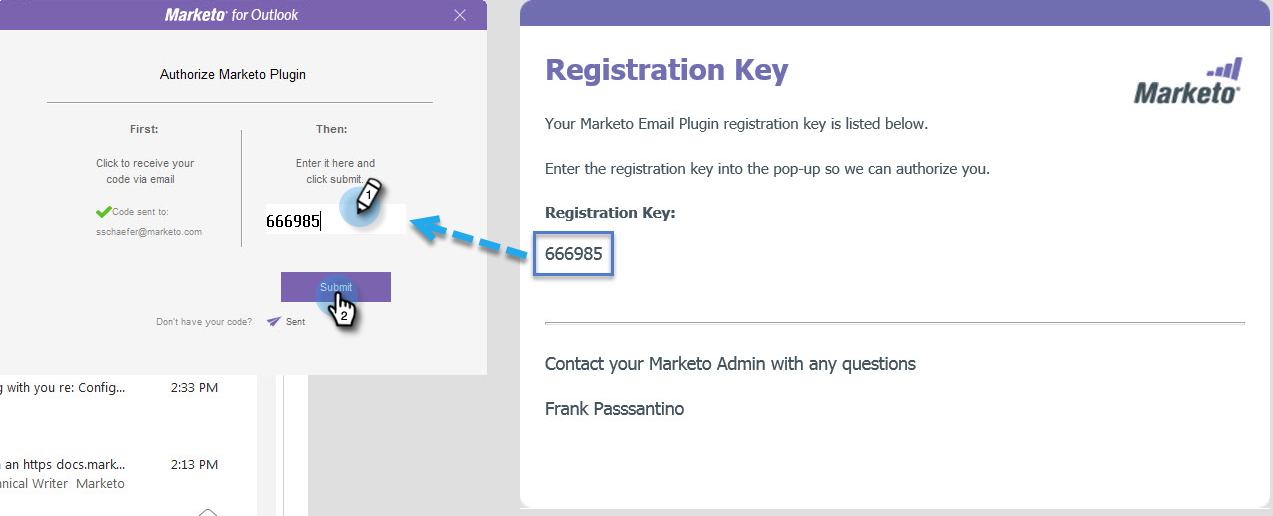 Marketo for Outlook
Authorize Marketo Plugin
First:
Click to receive your
code via email
Code sent to:
sschaefer@marketo.com
Then:
Enter it here and
click submit.
1
666985
Submit
2
Don't have your code?
Sent
g with you re: Config...
2:33 PM
an https docs.mark...
2:13 PM
nnical Writer Marketo
Registration Key
Marketo
Your Marketo Email Plugin registration key is listed below.
Enter the registration key into the pop-up so we can authorize you.
Registration Key:
666985
Contact your Marketo Admin with any questions
Frank Passsantino